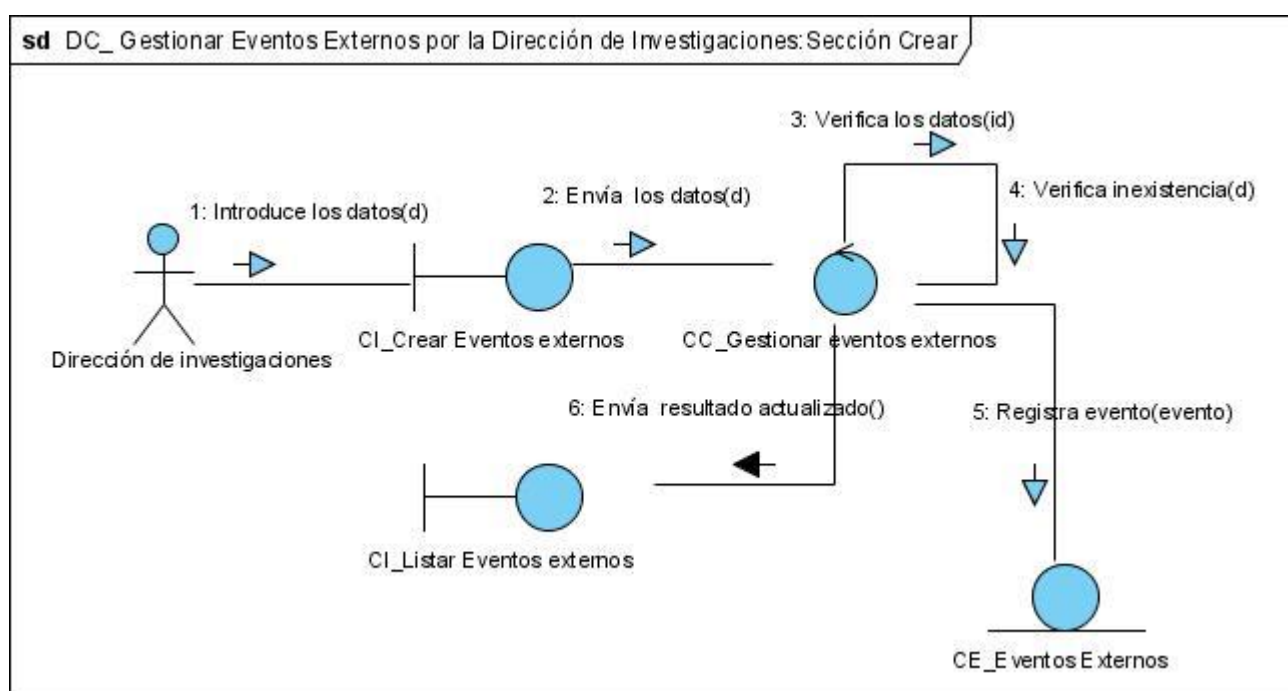 sd DC_ Gestionar Eventos Externos por la Dirección de Investigaciones:Sección Crear
3: Verifica los datos(id)
4: Verifica inexistencia(d)
2: Envía los datos(d)
1: Introduce los datos(d)
CI_Crear Eventos externos
CC_Gestionar eventos externos
Dirección de investigaciones
6: Envía resultado actualizado()
5: Registra evento(evento)
CI_Listar Eventos externos
CE_Eventos Externos